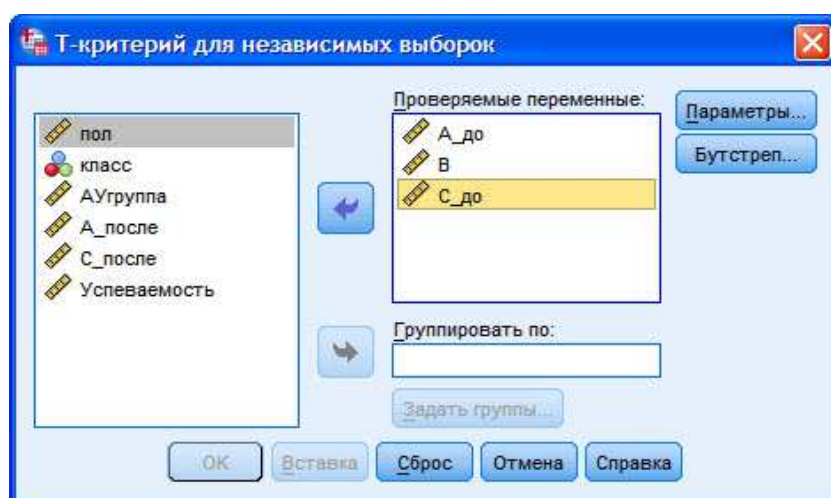 Т-критерий для независимых выборок
пол
класс
АУгруппа
А_после
С_после
Успеваемость
Проверяемые переменные:
А_до
В
С_до
Группировать по:
Задать группы...
Параметры...
Бутстреп...
ОК
Вставка
Сброс
Отмена
Справка